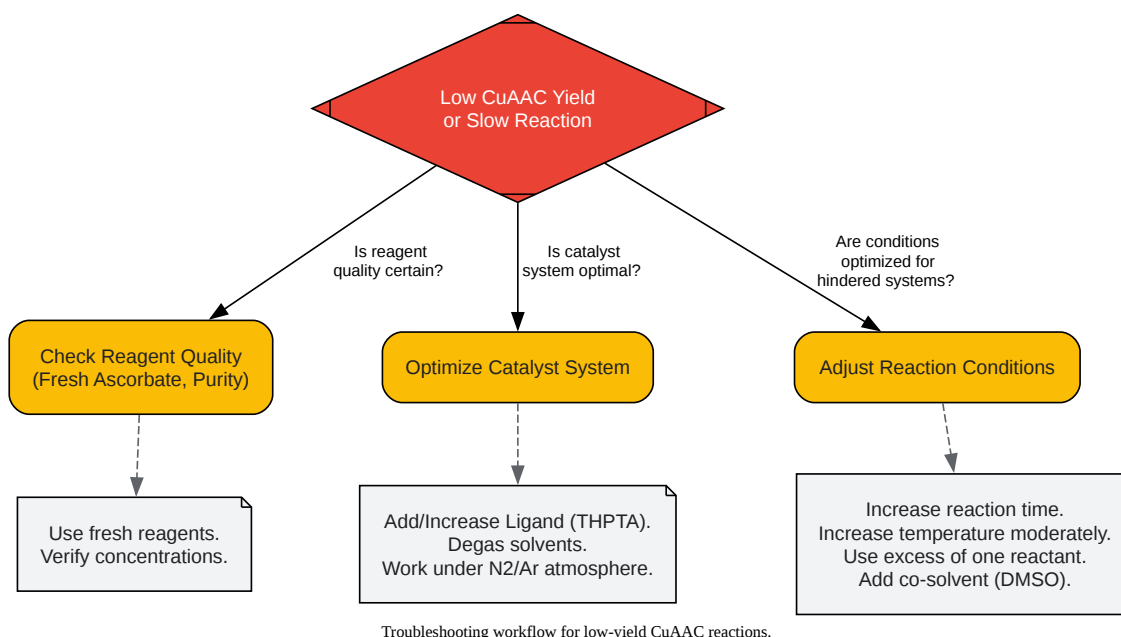 Low CuAAC Yield
or Slow Reaction
Is reagent
quality certain?
Is catalyst
system optimal?
Are conditions
optimized for
hindered systems?
Check Reagent Quality
(Fresh Ascorbate, Purity)
Optimize Catalyst System
Adjust Reaction Conditions
Use fresh reagents.
Verify concentrations.
Add/Increase Ligand (THPTA).
Degas solvents.
Work under N2/Ar atmosphere.
Increase reaction time.
Increase temperature moderately.
Use excess of one reactant.
Add co-solvent (DMSO).
Troubleshooting workflow for low-yield CuAAC reactions.